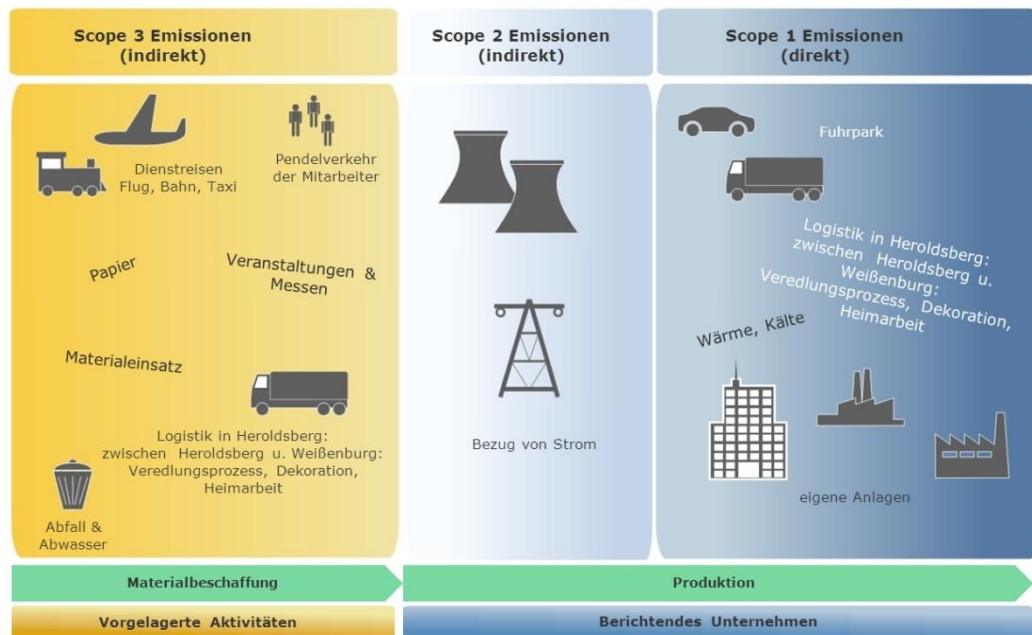 Scope 3 Emissionen
(indirekt)
Scope 2 Emissionen
(indirekt)
Scope 1 Emissionen
(direkt)
Dienstreisen
Flug, Bahn, Taxi
Pendelverkehr
der Mitarbeiter
Papier
Veranstaltungen &
Messen
Materialeinsatz
Logistik in Heroldsberg:
zwischen Heroldsberg u. Weißenburg:
Veredlungsprozess, Dekoration,
Heimarbeit
Abfall &
Abwasser
Bezug von Strom
Fuhrpark
Logistik in Heroldsberg:
zwischen Heroldsberg u.
Weißenburg:
Veredlungsprozess, Dekoration,
Heimarbeit
Wärme, Kälte
eigene Anlagen
Materialbeschaffung
Produktion
Vorgelagerte Aktivitäten
Berichtendes Unternehmen